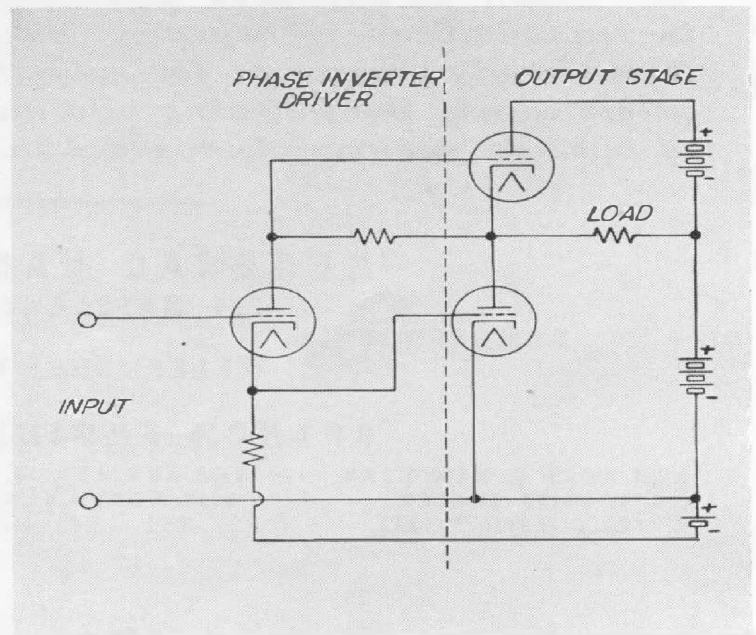 PHASE INVERTER
DRIVER
OUTPUT STAGE
+
-
LOAD
+
-
INPUT
+
-